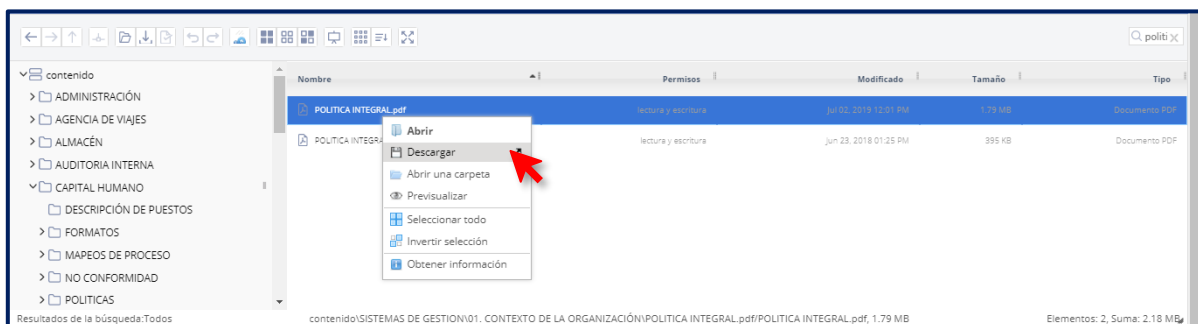 politi
contenido
ADMINISTRACIÓN
AGENCIA DE VIAJES
ALMACÉN
AUDITORIA INTERNA
CAPITAL HUMANO
DESCRIPCIÓN DE PUESTOS
FORMATOS
MAPEOS DE PROCESO
NO CONFORMIDAD
POLITICAS
Nombre Permisos Modificado Tamaño Tipo
POLITICA INTEGRAL.pdf lectura y escritura Jul 02, 2019 12:01 PM 1.79 MB Documento PDF
POLITICA INTEGRA lectura y escritura Jun 23, 2018 01:25 PM 395 KB Documento PDF
Abrir
Descargar
Abrir una carpeta
Previsualizar
Seleccionar todo
Invertir selección
Obtener información
Resultados de la búsqueda:Todos contenido\SISTEMAS DE GESTION\01. CONTEXTO DE LA ORGANIZACIÓN\POLITICA INTEGRAL.pdf/POLITICA INTEGRAL.pdf, 1.79 MB Elementos: 2, Suma: 2.18 MB